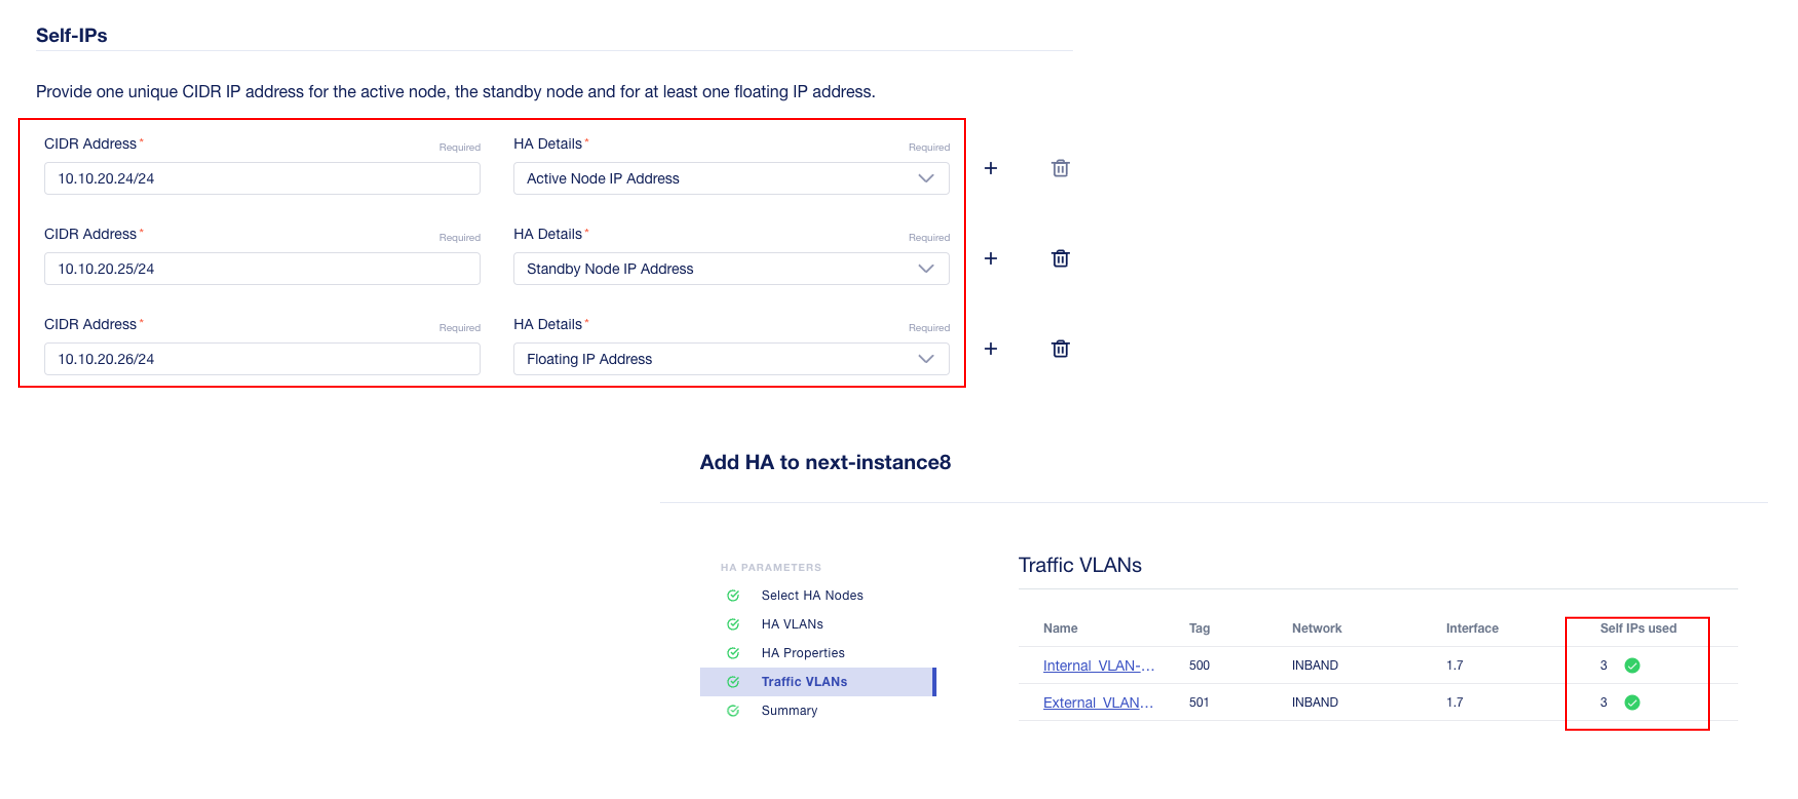 Self-IPs
Provide one unique CIDR IP address for the active node, the standby node and for at least one floating IP address.
CIDR Address* Required HA Details* Required
10.10.20.24/24 Active Node IP Address
CIDR Address* Required HA Details* Required
10.10.20.25/24 Standby Node IP Address
CIDR Address* Required HA Details* Required
10.10.20.26/24 Floating IP Address
Add HA to next-instance8
HA PARAMETERS
Select HA Nodes
HA VLANs
HA Properties
Traffic VLANs
Summary
Traffic VLANs
Name Tag Network Interface Self IPs used
Internal_VLAN-... 500 INBAND 1.7 3
External_VLAN... 501 INBAND 1.7 3